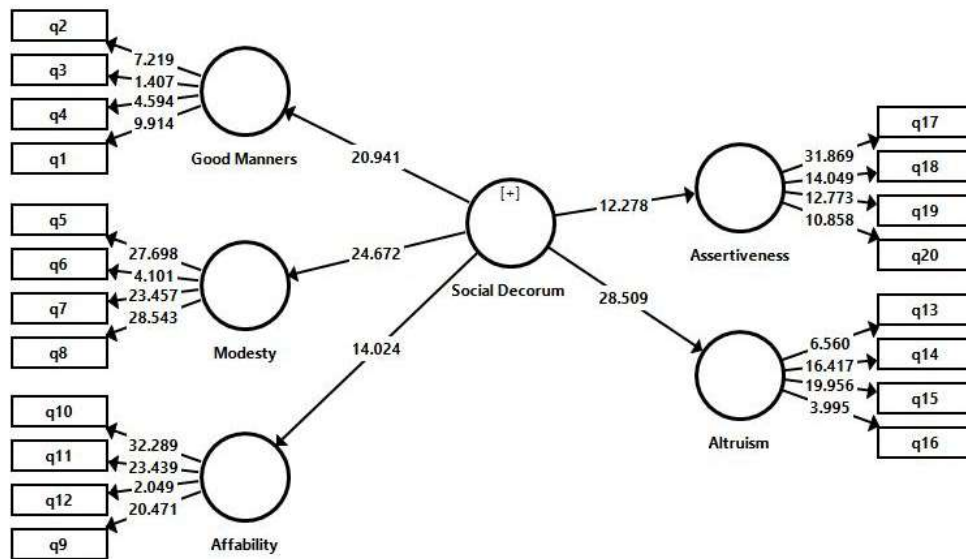 q2
7.219
q3
1.407
q4
4.594
9.914
q1
Good Manners
20.941
q5
27.698
q6
4.101
q7
23.457
28.543
q8
Modesty
24.672
q10
32.289
q11
23.439
q12
2.049
20.471
q9
Affability
14.024
[+]
Social Decorum
12.278
28.509
q17
31.869
q18
14.049
12.773
q19
10.858
q20
Assertiveness
q13
6.560
q14
16.417
19.956
q15
3.995
q16
Altruism